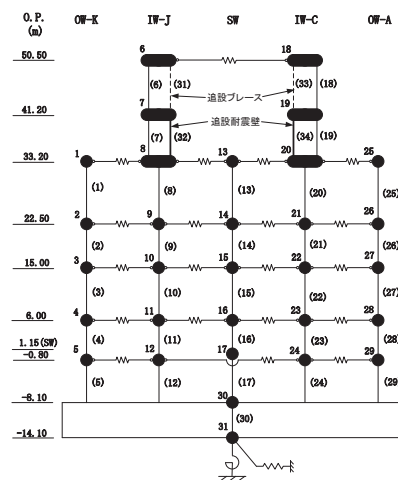 O.P. OW-K IW-J SW IW-C OW-A
(m)
6 18
50.50
(6) (31) (33) (18)
追設ブレース
7 19
41.20
追設耐震壁
(7) (32) (34) (19)
33.20 1 8 13 20 25
(1) (8) (13) (20) (25)
22.50 2 9 14 21 26
(2) (9) (14) (21) (26)
15.00 3 10 15 22 27
(3) (10) (15) (22) (27)
6.00 4 11 16 23 28
(4) (11) (16) (23) (28)
1.15(SW) 17
-0.80 5 12 24 29
(5) (12) (17) (24) (29
-8.10 30
(30)
-14.10 31